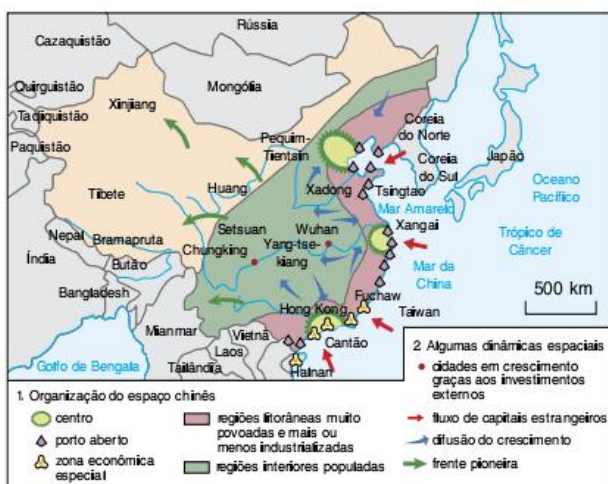 Rússia
Cazaquistão
Mongólia
Quirguistão
Tadjiquistão
Xinjiang
Paquistão
Pequim-
Tientsin
Coreia
do Norte
Japão
Coreia
do Sul
Oceano
Pacífico
Huang
Xadong
Tsingtao
Mar Amarelo
Tibete
Setsuan
Wuhan
Xangai
Trópico de
Câncer
Nepal
Bramaputra
Chungking
Yang-tse-
kiang
Mar da
China
Índia
Butão
Bangladesh
Fuchaw
500 km
Hong Kong
Taiwan
Mianmar
Vietnã
Cantão
Laos
Golfo de Bengala
Tailândia
Hainan
1. Organização do espaço chinês
centro
porto aberto
zona econômica
especial
regiões litorâneas muito
povoadas e mais ou
menos industrializadas
regiões interiores populadas
2. Algumas dinâmicas espaciais
cidades em crescimento
graças aos investimentos
externos
fluxo de capitais estrangeiros
difusão do crescimento
frente pioneira